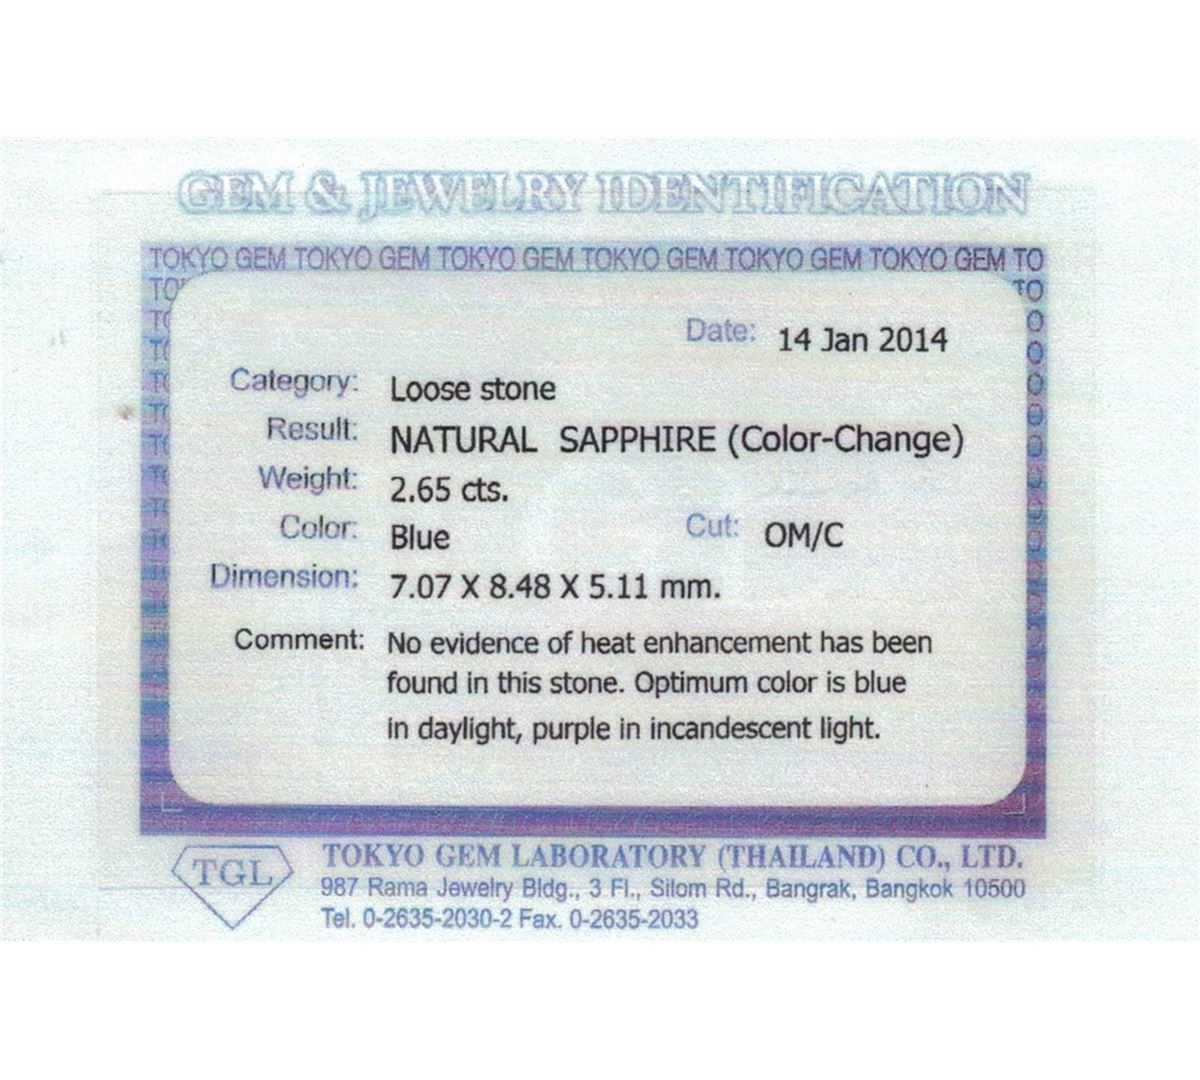 GEM & JEWELRY IDENTIFICATION
TOKYO GEM TOKYO GEM TOKYO GEM TOKYO GEM TOKYO GEM TOKYO GEM TO
Date: 14 Jan 2014
Category: Loose stone
Result: NATURAL SAPPHIRE (Color-Change)
Weight: 2.65 cts.
Color: Blue Cut: OM/C
Dimension: 7.07 X 8.48 X 5.11 mm.
Comment: No evidence of heat enhancement has been
found in this stone. Optimum color is blue
in daylight, purple in incandescent light.
TGL
TOKYO GEM LABORATORY (THAILAND) CO., LTD.
987 Rama Jewelry Bldg., 3 Fl., Silom Rd., Bangrak, Bangkok 10500
Tel. 0-2635-2030-2 Fax. 0-2635-2033